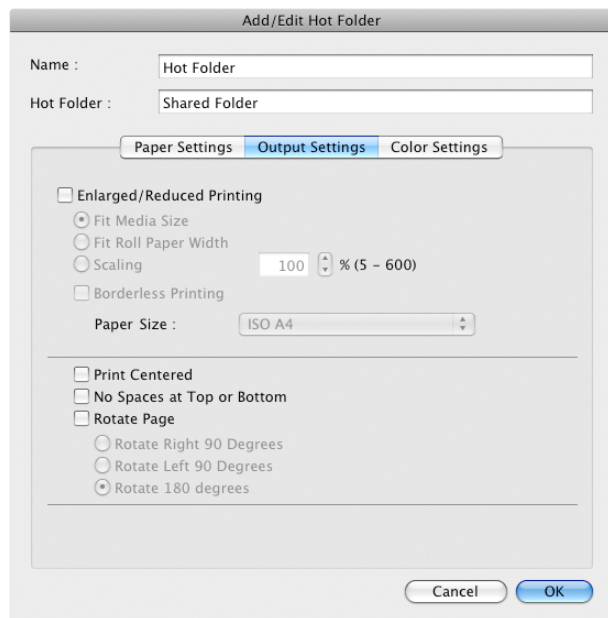 Add/Edit Hot Folder
Name : Hot Folder
Hot Folder : Shared Folder
Paper Settings Output Settings Color Settings
Enlarged/Reduced Printing
Fit Media Size
Fit Roll Paper Width
Scaling 100 % (5 - 600)
Borderless Printing
Paper Size : ISO A4
Print Centered
No Spaces at Top or Bottom
Rotate Page
Rotate Right 90 Degrees
Rotate Left 90 Degrees
Rotate 180 degrees
Cancel OK